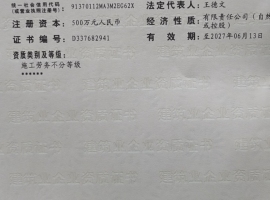 统一社会信用代码
(或营业执照注册号): 91370112MA3M2EG62X
法定代表人: 王德文
注册资本: 500万元人民币
经济性质: 有限责任公司(自然
或控股)
证书编号: D337682941
有效期: 至2027年06月13日
资质类别及等级:
施工劳务不分等级
******